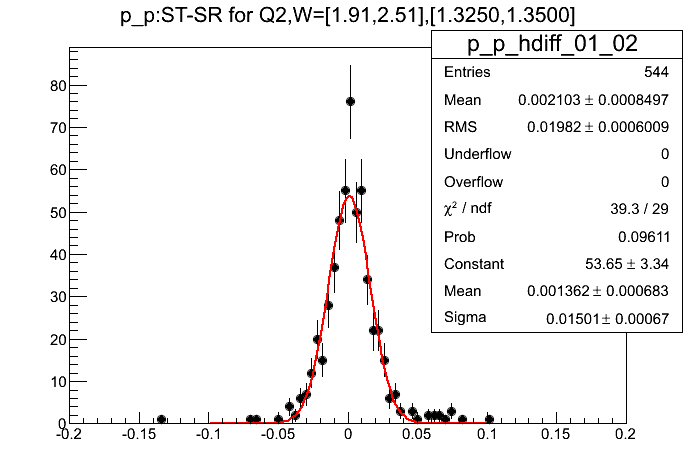 p_p:ST-SR for Q2,W=[1.91,2.51],[1.3250,1.3500]
p_p_hdiff_01_02
Entries 544
Mean 0.002103 ± 0.0008497
RMS 0.01982 ± 0.0006009
Underflow 0
Overflow 0
χ² / ndf 39.3 / 29
Prob 0.09611
Constant 53.65 ± 3.34
Mean 0.001362 ± 0.000683
Sigma 0.01501 ± 0.00067
80
70
60
50
40
30
20
10
0
-0.2 -0.15 -0.1 -0.05 0 0.05 0.1 0.15 0.2